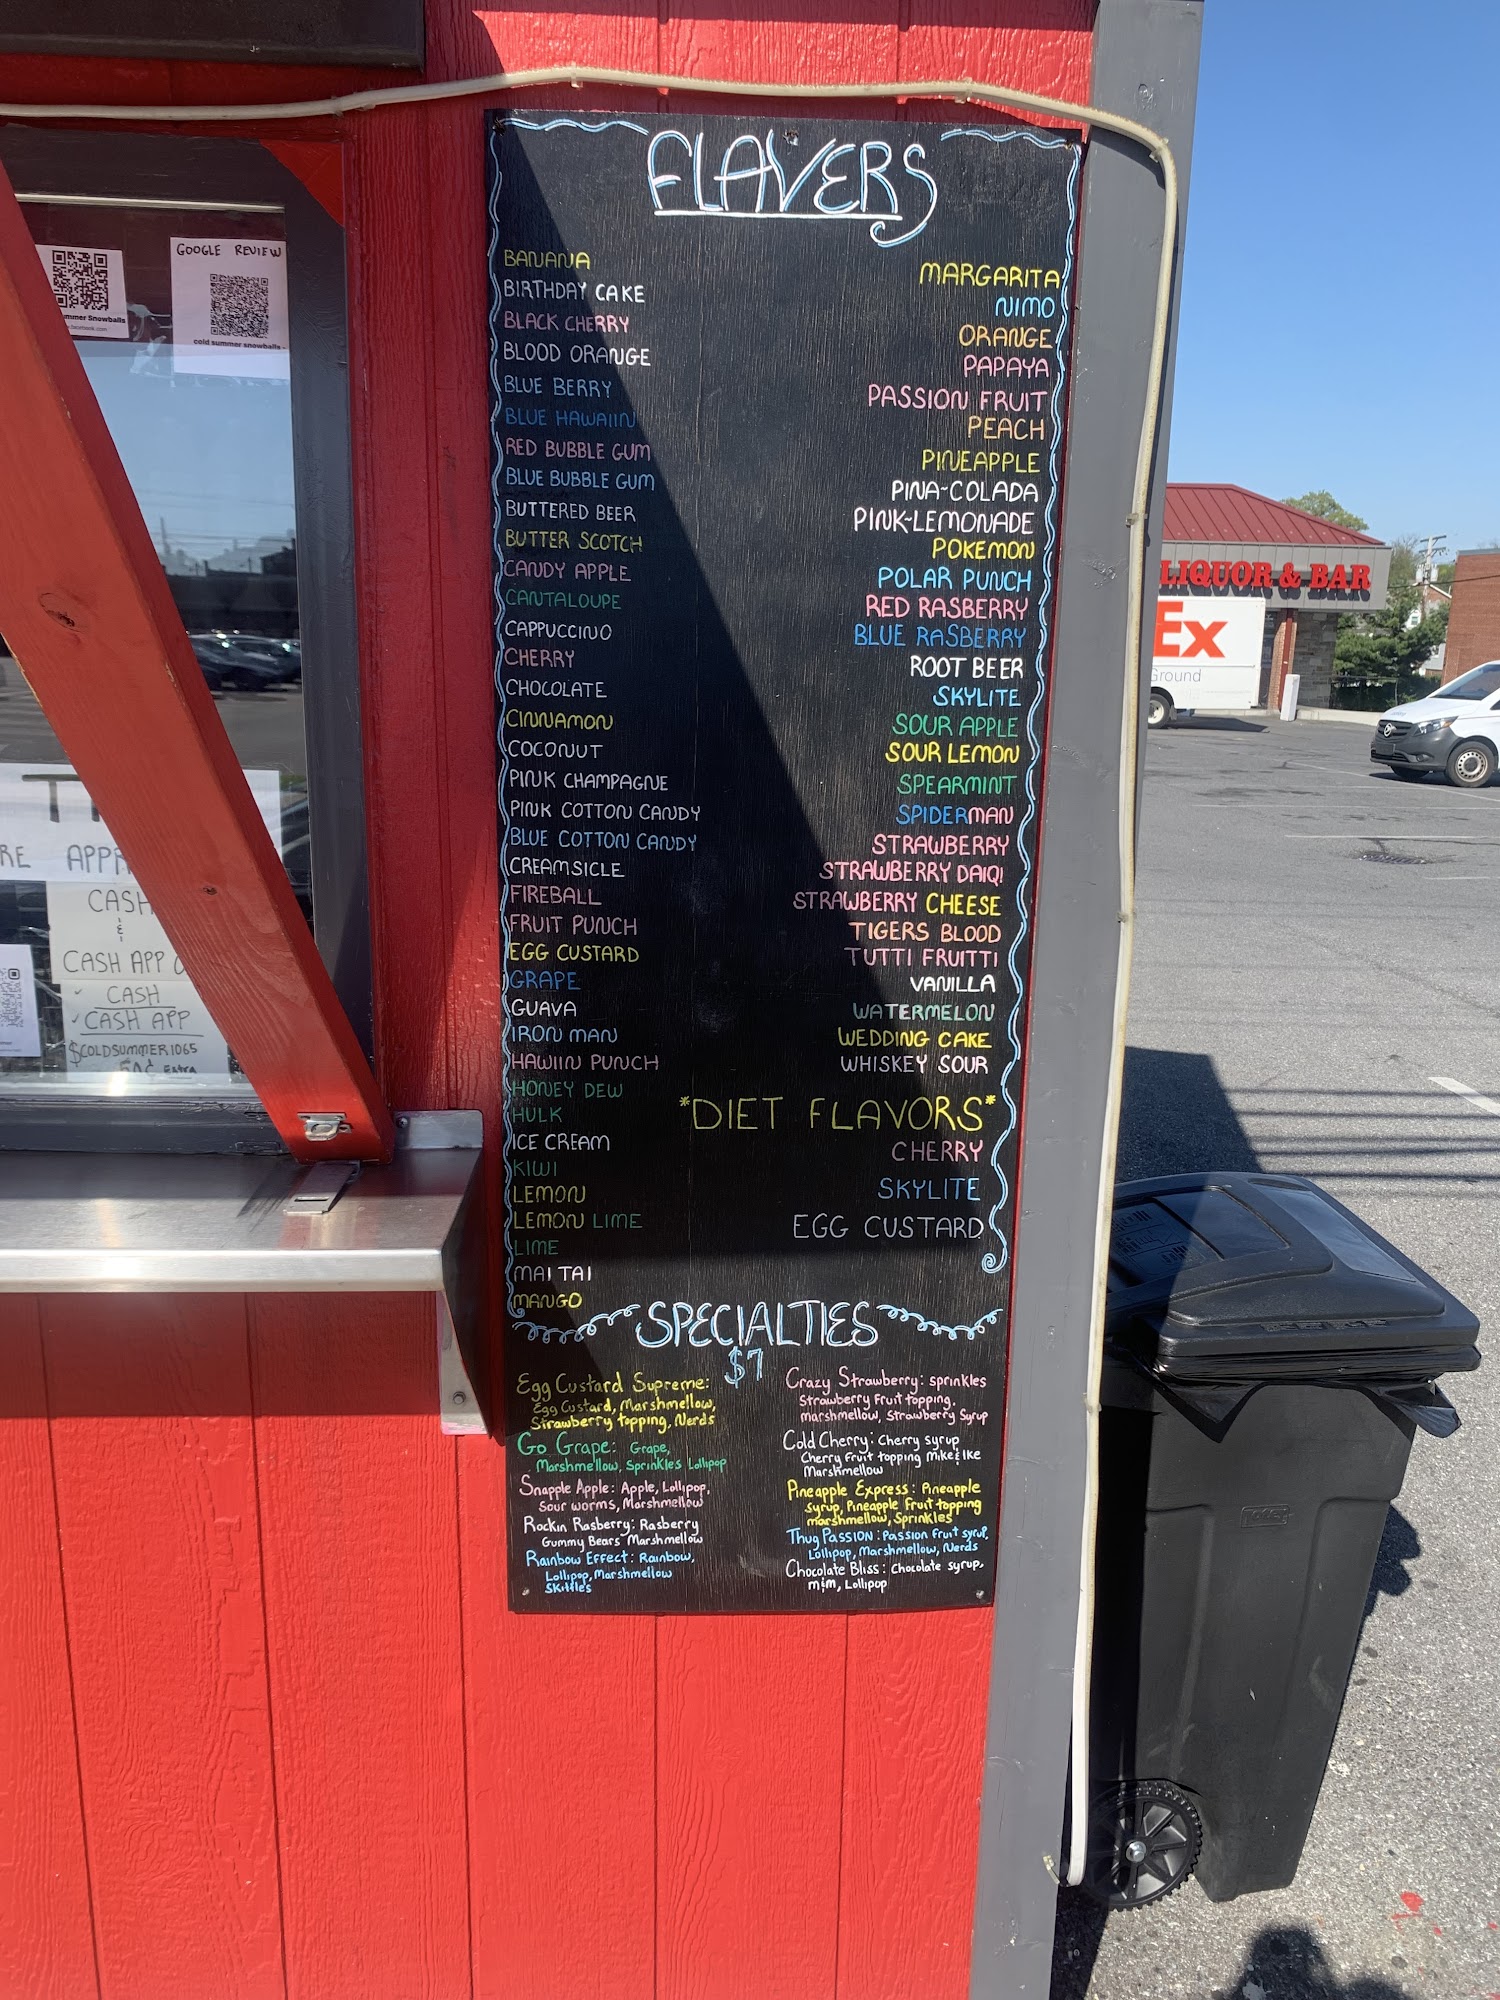 FLAVERS
BANANA
BIRTHDAY CAKE
BLACK CHERRY
BLOOD ORANGE
BLUE BERRY
BLUE HAWAIIN
RED BUBBLE GUM
BLUE BUBBLE GUM
BUTTERED BEER
BUTTER SCOTCH
CANDY APPLE
CANTALOUPE
CAPPUCCINO
CHERRY
CHOCOLATE
CINNAMON
COCONUT
PINK CHAMPAGNE
PINK COTTON CANDY
BLUE COTTON CANDY
CREAMSICLE
FIREBALL
FRUIT PUNCH
EGG CUSTARD
GRAPE
GUAVA
IRON MAN
HAWIIN PUNCH
HONEY DEW
HULK
ICE CREAM
KIWI
LEMON
LEMON LIME
LIME
MAI TAI
MANGO
MARGARITA
NIMO
ORANGE
PAPAYA
PASSION FRUIT
PEACH
PINEAPPLE
PINA-COLADA
PINK-LEMONADE
POKEMON
POLAR PUNCH
RED RASBERRY
BLUE RASBERRY
ROOT BEER
SKYLITE
SOUR APPLE
SOUR LEMON
SPEARMINT
SPIDERMAN
STRAWBERRY
STRAWBERRY DAIQI
STRAWBERRY CHEESE
TIGERS BLOOD
TUTTI FRUITTI
VANILLA
WATERMELON
WEDDING CAKE
WHISKEY SOUR
*DIET FLAVORS*
CHERRY
SKYLITE
EGG CUSTARD
SPECIALTIES
$7
Egg Custard Supreme:
Egg Custard, Marshmellow,
Strawberry topping, Nerds
Go Grape: Grape,
Marshmellow, Sprinkles Lollipop
Snapple Apple: Apple, Lollipop,
Sour worms, Marshmellow
Rockin Rasberry: Rasberry
Gummy Bears Marshmellow
Rainbow Effect: Rainbow,
Lollipop, Marshmellow
Skittles
Crazy Strawberry: sprinkles
Strawberry Fruit topping,
marshmellow, Strawberry Syrup
Cold Cherry: Cherry syrup
Cherry Fruit topping Mike & Ike
Marshmellow
Pineapple Express: Pineapple
Syrup, Pineapple Fruit topping
marshmellow, Sprinkles
Thug PASSION: Passion Fruit syrup,
Lollipop, Marshmellow, Nerds
Chocolate Bliss: Chocolate syrup,
m&m, Lollipop
GOOGLE REVIEW
cold summer snowballs -
mmer Snowballs
RE APPR
CASH
&
CASH APP O
CASH
CASH APP
$COLDSUMMER1065
50¢ Extra
LIQUOR & BAR
Ex
Ground